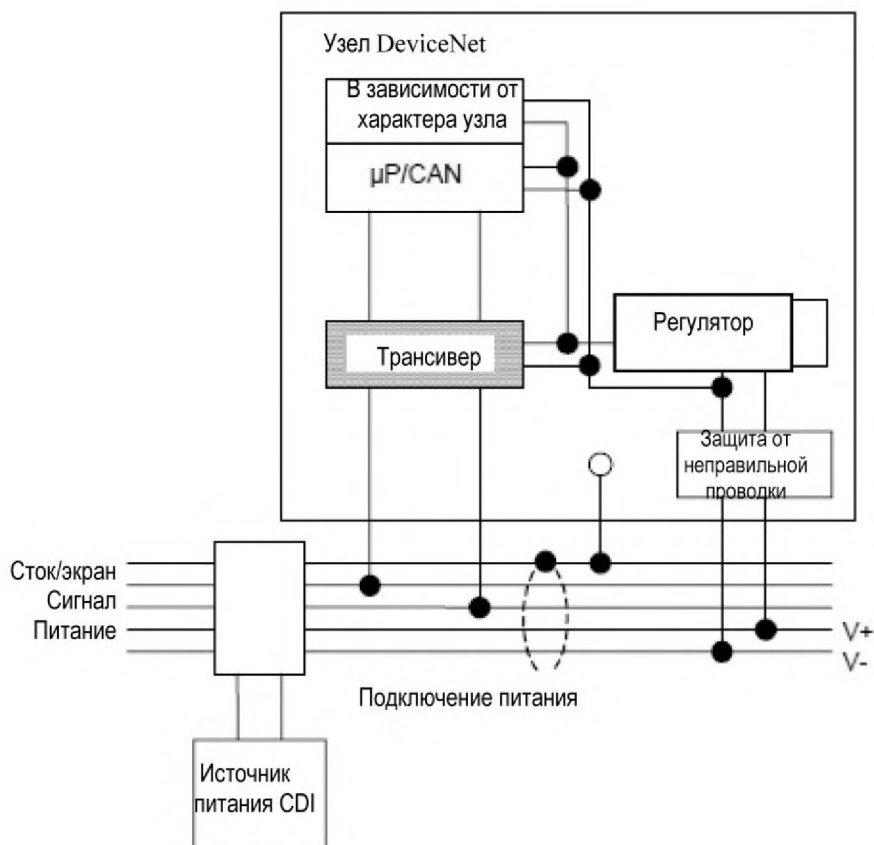 Узел DeviceNet
В зависимости от
характера узла
µP/CAN
Регулятор
Трансивер
Защита от
неправильной
проводки
Сток/экран
Сигнал
Питание
V+
V-
Подключение питания
Источник
питания CDI